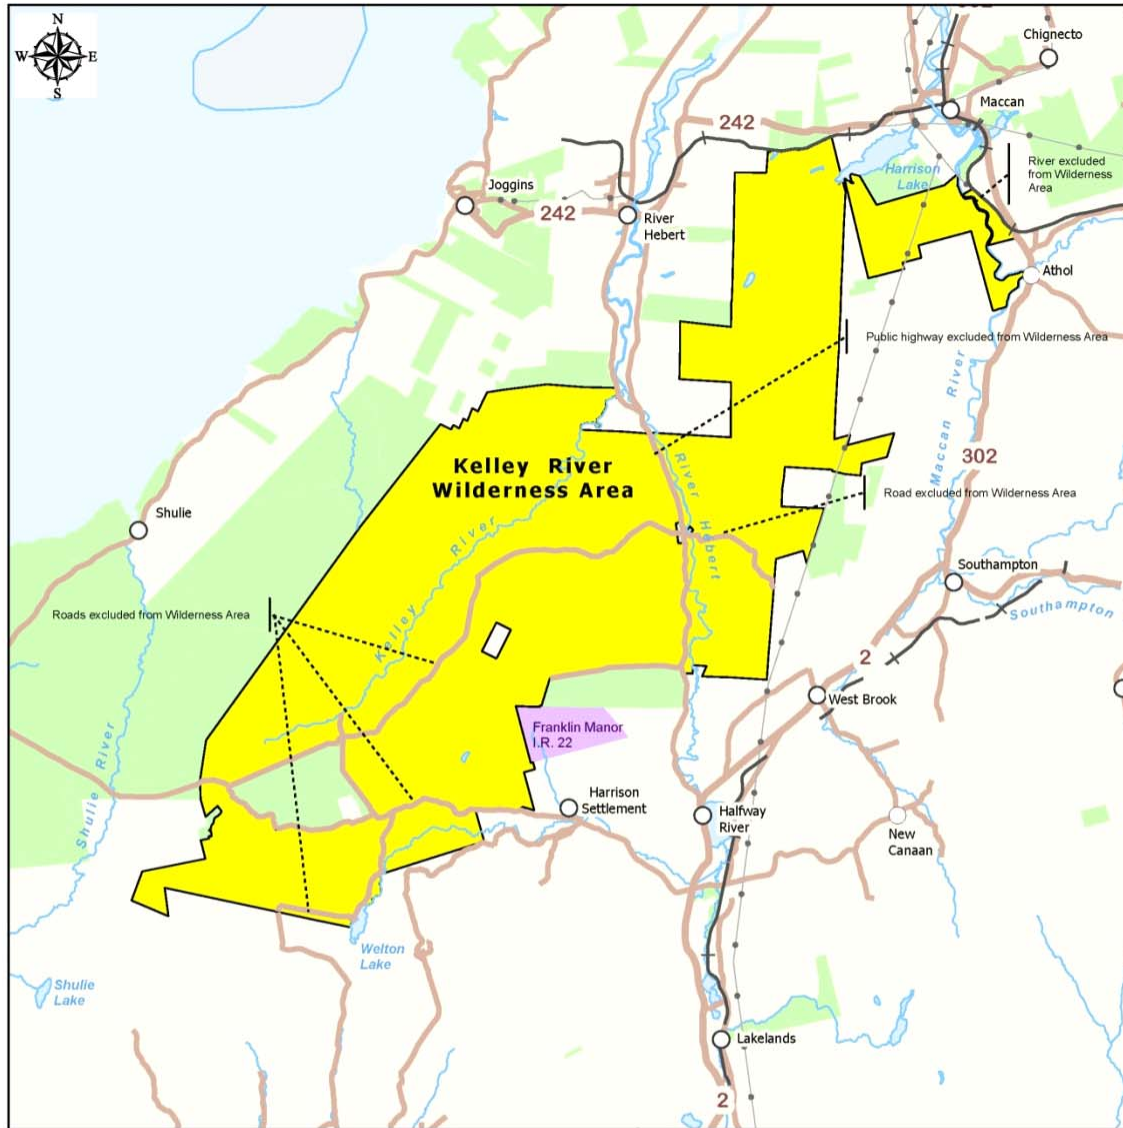 N
W E
S
302
Chignecto
Maccan
242
River excluded
from Wilderness
Area
Harrison
Lake
Joggins
242
River
Hebert
Athol
Public highway excluded from Wilderness Area
Maccan River
302
Kelley River
Wilderness Area
River Hebert
Road excluded from Wilderness Area
Shulie
Kelley River
Southampton
Southampton
Roads excluded from Wilderness Area
2
West Brook
Franklin Manor
I.R. 22
Shulie River
Harrison
Settlement
Halfway
River
New
Canaan
Welton
Lake
Shulie
Lake
Lakelands
2